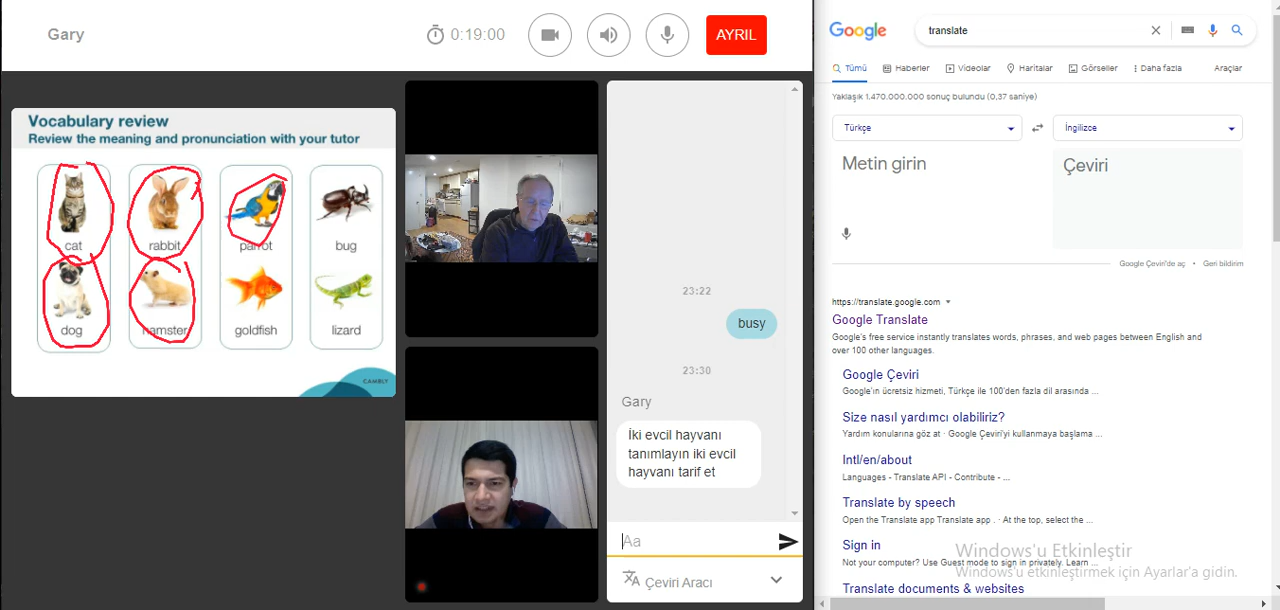 Gary
0:19:00
AYRIL
Vocabulary review
Review the meaning and pronunciation with your tutor
cat
rabbit
parrot
bug
dog
hamster
goldfish
lizard
CAMBLY
23:22
busy
23:30
Gary
İki evcil hayvanı
tanımlayın iki evcil
hayvanı tarif et
Aa
Çeviri Aracı
Google
translate
Tümü
Haberler
Videolar
Haritalar
Görseller
Daha fazla
Araçlar
Yaklaşık 1.470.000.000 sonuç bulundu (0,37 saniye)
Türkçe
İngilizce
Metin girin
Çeviri
Google Çeviri'de aç • Geri bildirim
https://translate.google.com
Google Translate
Google's free service instantly translates words, phrases, and web pages between English and
over 100 other languages.
Google Çeviri
Google'ın ücretsiz hizmeti, Türkçe ile 100'den fazla dil arasında ...
Size nasıl yardımcı olabiliriz?
Yardım konularına göz at · Google Çeviri'yi kullanmaya başlama ...
Intl/en/about
Languages - Translate API - Contribute - ...
Translate by speech
Open the Translate app Translate app . · At the top, select the ...
Sign in
Not your computer? Use Guest mode to sign in privately. Learn ...
Windows'u Etkinleştir
Windows'u etkinleştirmek için Ayarlar'a gidin.
Translate documents & websites